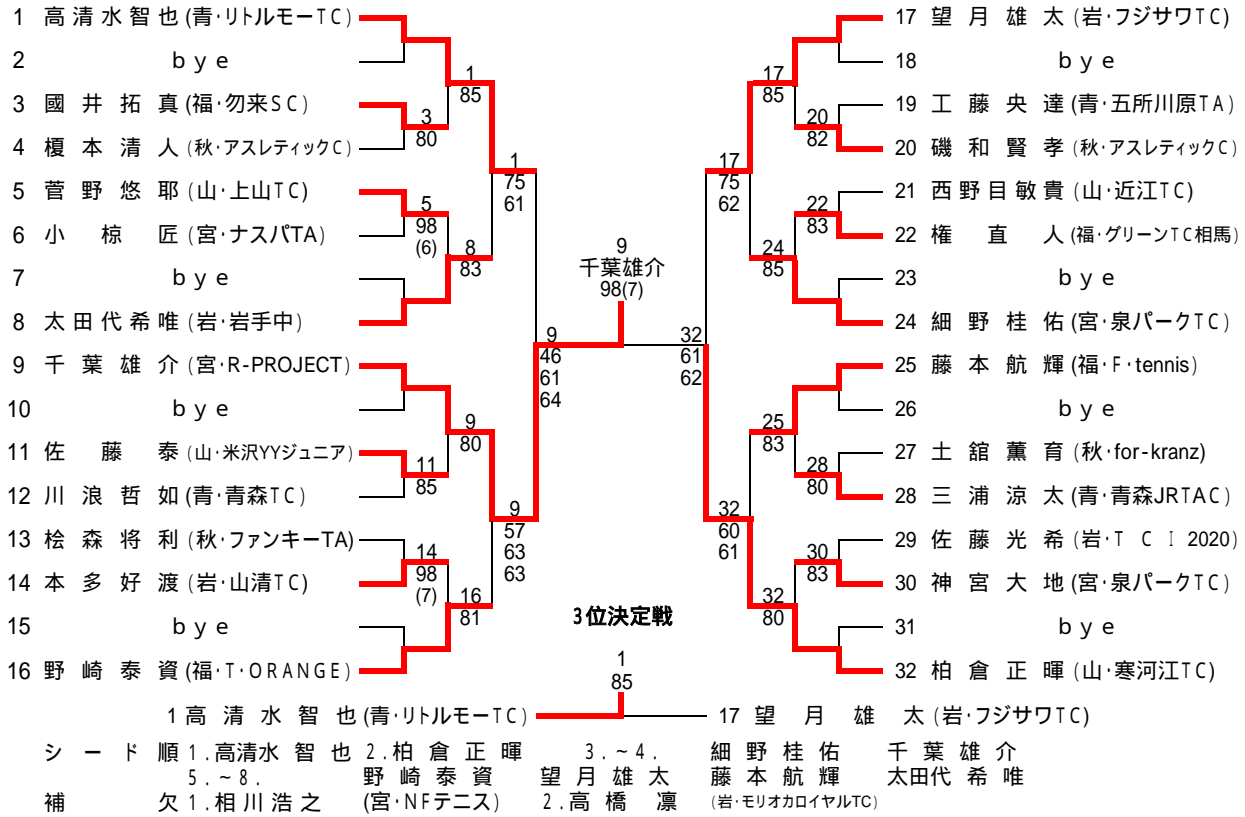 1 高清水智也 (青・リトルモーTC)
2 bye
3 國井拓真 (福・勿来SC)
4 榎本清人 (秋・アスレティックC)
5 菅野悠耶 (山・上山TC)
6 小椋匠 (宮・ナスパTA)
7 bye
8 太田代希唯 (岩・岩手中)
9 千葉雄介 (宮・R-PROJECT)
10 bye
11 佐藤泰 (山・米沢YYジュニア)
12 川浪哲如 (青・青森TC)
13 桧森将利 (秋・ファンキーTA)
14 本多好渡 (岩・山清TC)
15 bye
16 野崎泰資 (福・T・ORANGE)
3
80
5
98
(6)
11
85
14
98
(7)
1
85
8
83
9
80
16
81
1
75
61
9
57
63
63
9
46
61
64
9
千葉雄介
98(7)
32
61
62
17
75
62
32
60
61
17
85
24
85
25
83
32
80
20
82
22
83
28
80
30
83
17 望月雄太 (岩・フジサワTC)
18 bye
19 工藤央達 (青・五所川原TA)
20 磯和賢孝 (秋・アスレティックC)
21 西野目敏貴 (山・近江TC)
22 権直人 (福・グリーンTC相馬)
23 bye
24 細野桂佑 (宮・泉パークTC)
25 藤本航輝 (福・F・tennis)
26 bye
27 土舘薫育 (秋・for-kranz)
28 三浦涼太 (青・青森JRTAC)
29 佐藤光希 (岩・TCI2020)
30 神宮大地 (宮・泉パークTC)
31 bye
32 柏倉正暉 (山・寒河江TC)
3位決定戦
1
85
1 高清水智也 (青・リトルモーTC) 17 望月雄太 (岩・フジサワTC)
シード順 1.高清水智也 2.柏倉正暉 3.~4. 細野桂佑 千葉雄介
5.~8. 野崎泰資 望月雄太 藤本航輝 太田代希唯
補欠 1.相川浩之 (宮・NFテニス) 2.高橋凛 (岩・モリオカロイヤルTC)